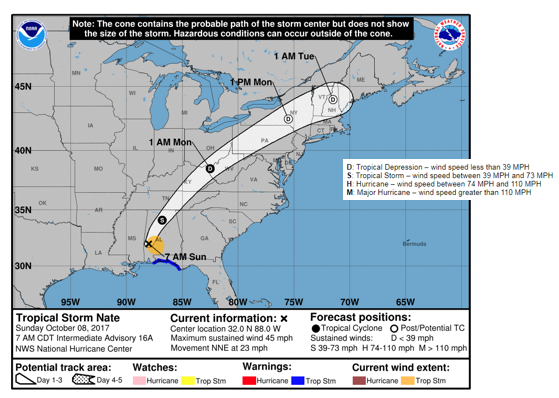 Note: The cone contains the probable path of the storm center but does not show
the size of the storm. Hazardous conditions can occur outside of the cone.
NOAA
1 AM Tue
ME
MN
45N
1 PM Mon
VT
NH
WI
MI
NY
MA
CT
IA
1 AM Mon
PA
40N
IL
IN
OH
D
D
D
D: Tropical Depression – wind speed less than 39 MPH
S: Tropical Storm – wind speed between 39 MPH and 73 MPH
H: Hurricane – wind speed between 74 MPH and 110 MPH
M: Major Hurricane – wind speed greater than 110 MPH
KS
MO
KY
WV
VA
OK
AR
TN
NC
35N
S
SC
MS
AL
GA
7 AM Sun
Bermuda
LA
30N
FL
95W 90W 85W 80W 75W 70W 65W
Tropical Storm Nate
Sunday October 08, 2017
7 AM CDT Intermediate Advisory 16A
NWS National Hurricane Center
Current information: x
Center location 32.0 N 88.0 W
Maximum sustained wind 45 mph
Movement NNE at 23 mph
Forecast positions:
Tropical Cyclone Post/Potential TC
Sustained winds: D < 39 mph
S 39-73 mph H 74-110 mph M > 110 mph
Potential track area:
Day 1-3 Day 4-5
Watches:
Hurricane Trop Stm
Warnings:
Hurricane Trop Stm
Current wind extent:
Hurricane Trop Stm